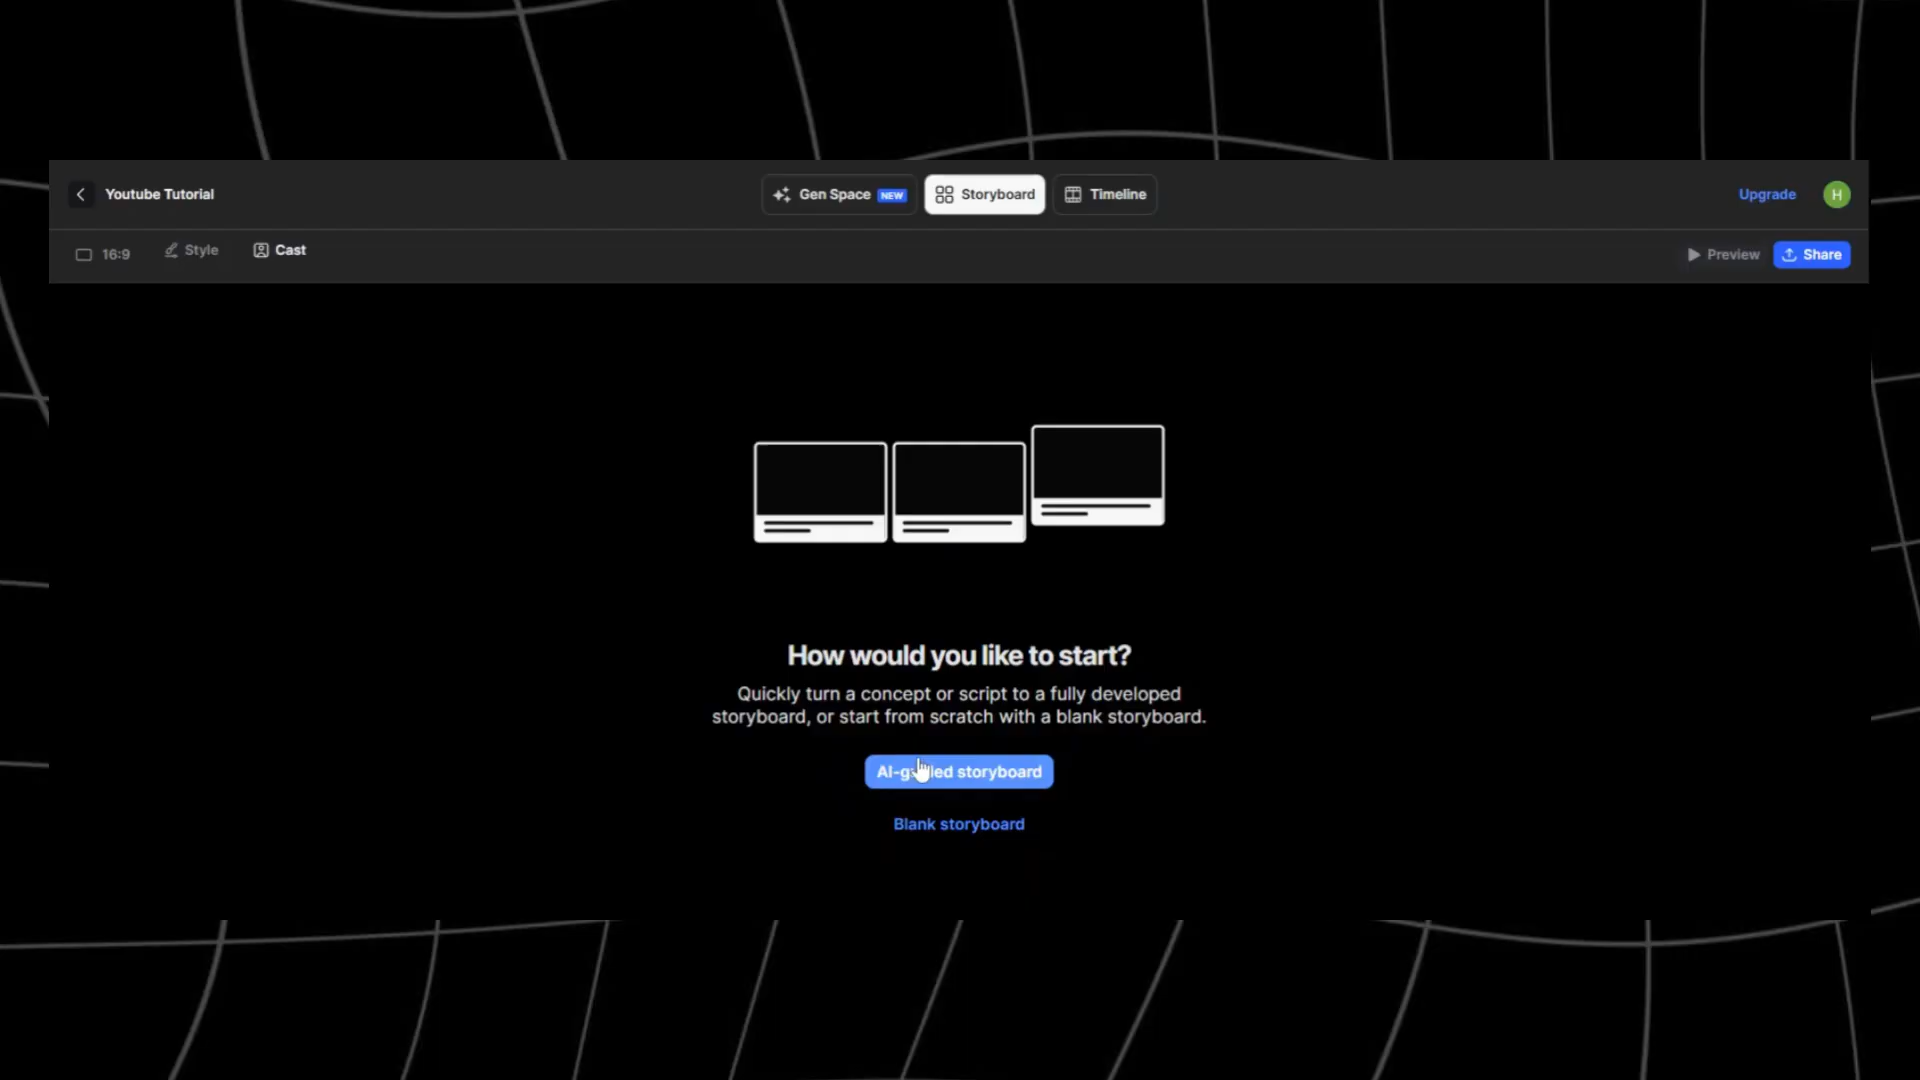 Youtube Tutorial
Gen Space NEW
Storyboard
Timeline
Upgrade
H
16:9
Style
Cast
Preview
Share
How would you like to start?
Quickly turn a concept or script to a fully developed
storyboard, or start from scratch with a blank storyboard.
storyboard
Blank storyboard